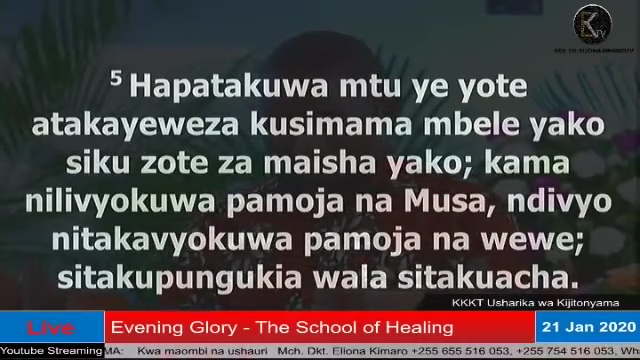 5 Hapatakuwa mtu ye yote
atakayeweza kusimama mbele yako
siku zote za maisha yako; kama
nilivyokuwa pamoja na Musa, ndivyo
nitakavyokuwa pamoja na wewe;
sitakupungukia wala sitakuacha.
KKKT Usharika wa Kijitonyama
Live Evening Glory - The School of Healing 21 Jan 2020
Youtube Streaming MA: Kwa maombi na ushauri Mch. Dkt. Eliona Kimaro +255 655 516 053, +255 754 516 053,